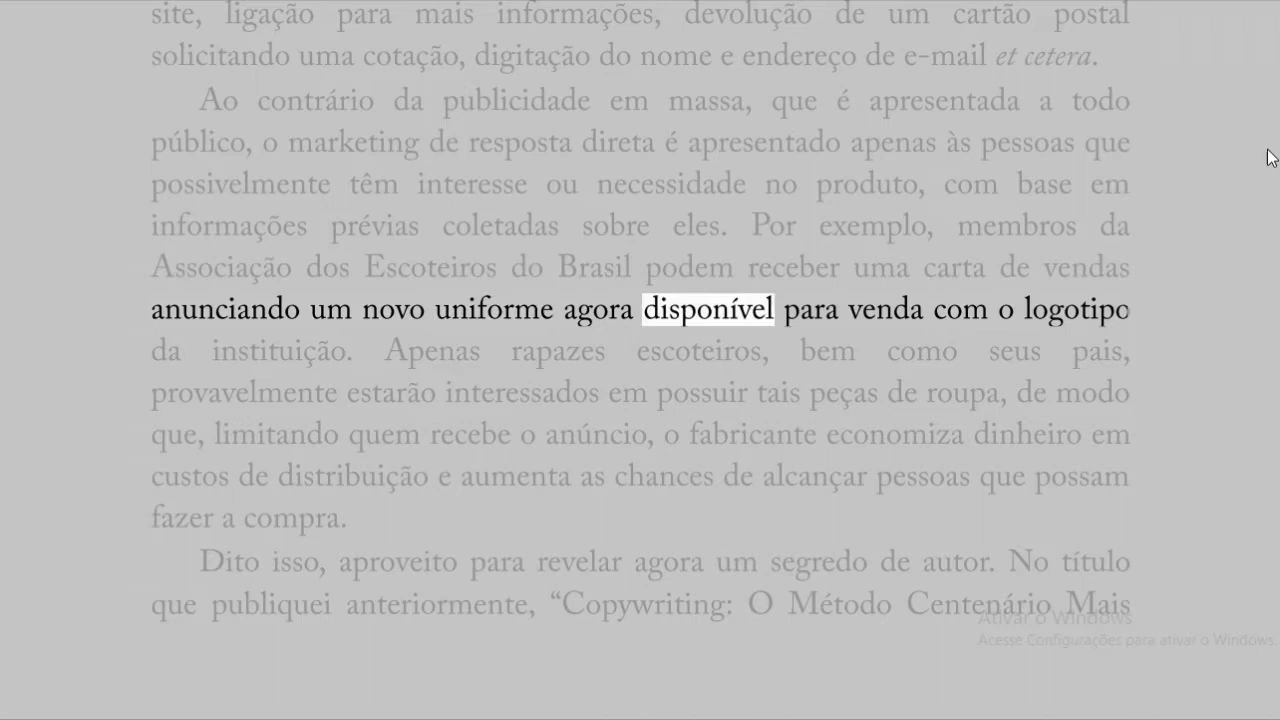 site, ligação para mais informações, devolução de um cartão postal
solicitando uma cotação, digitação do nome e endereço de e-mail et cetera.
Ao contrário da publicidade em massa, que é apresentada a todo
público, o marketing de resposta direta é apresentado apenas às pessoas que
possivelmente têm interesse ou necessidade no produto, com base em
informações prévias coletadas sobre eles. Por exemplo, membros da
Associação dos Escoteiros do Brasil podem receber uma carta de vendas
anunciando um novo uniforme agora disponível para venda com o logotipo
da instituição. Apenas rapazes escoteiros, bem como seus pais,
provavelmente estarão interessados em possuir tais peças de roupa, de modo
que, limitando quem recebe o anúncio, o fabricante economiza dinheiro em
custos de distribuição e aumenta as chances de alcançar pessoas que possam
fazer a compra.
Dito isso, aproveito para revelar agora um segredo de autor. No título
que publiquei anteriormente, “Copywriting: O Método Centenário Mais
Ativar o Windows
Acesse Configurações para ativar o Windows.